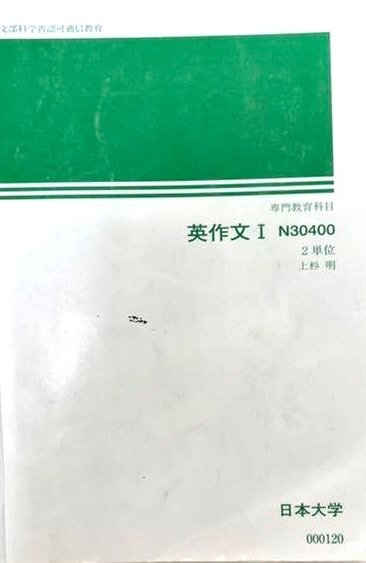 文部科学省認可通信教育
専門教育科目
英作文 I N30400
2単位
上杉 明
日本大学
000120